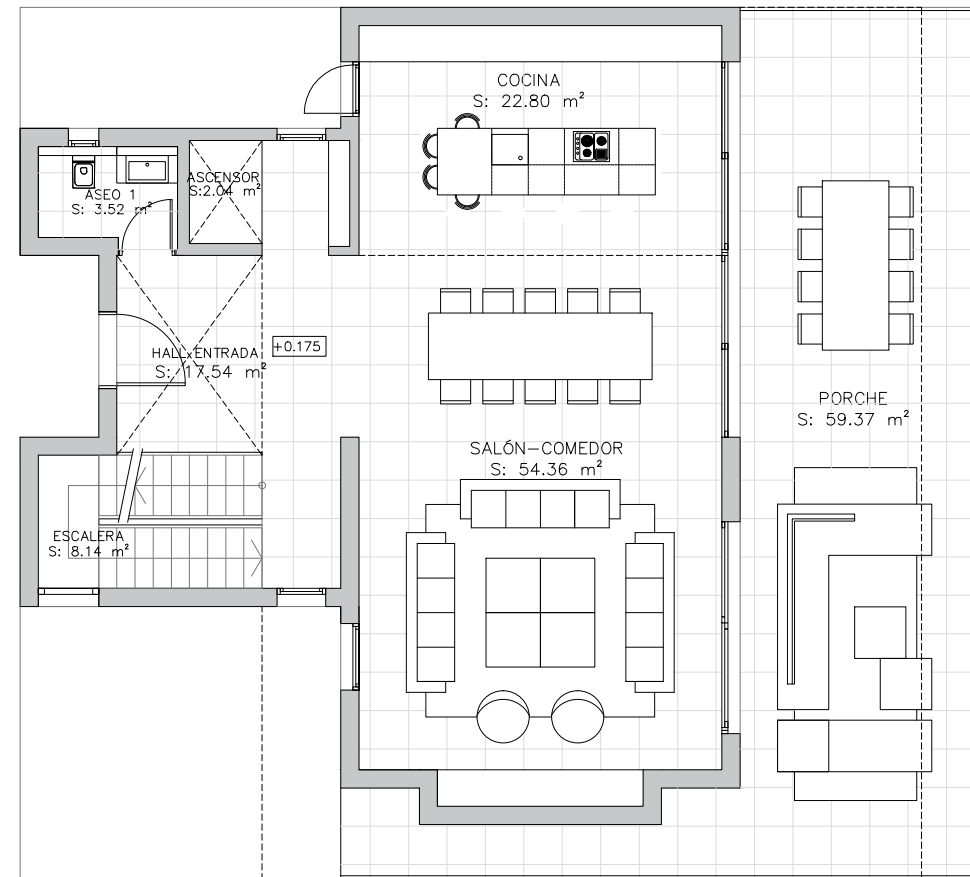 COCINA
S: 22.80 m²
ASCENSOR
S:2.04 m²
ASEO 1
S: 3.52 m²
+0.175
HALL ENTRADA
S: 17.54 m²
PORCHE
S: 59.37 m²
SALÓN-COMEDOR
S: 54.36 m²
ESCALERA
S: 8.14 m²